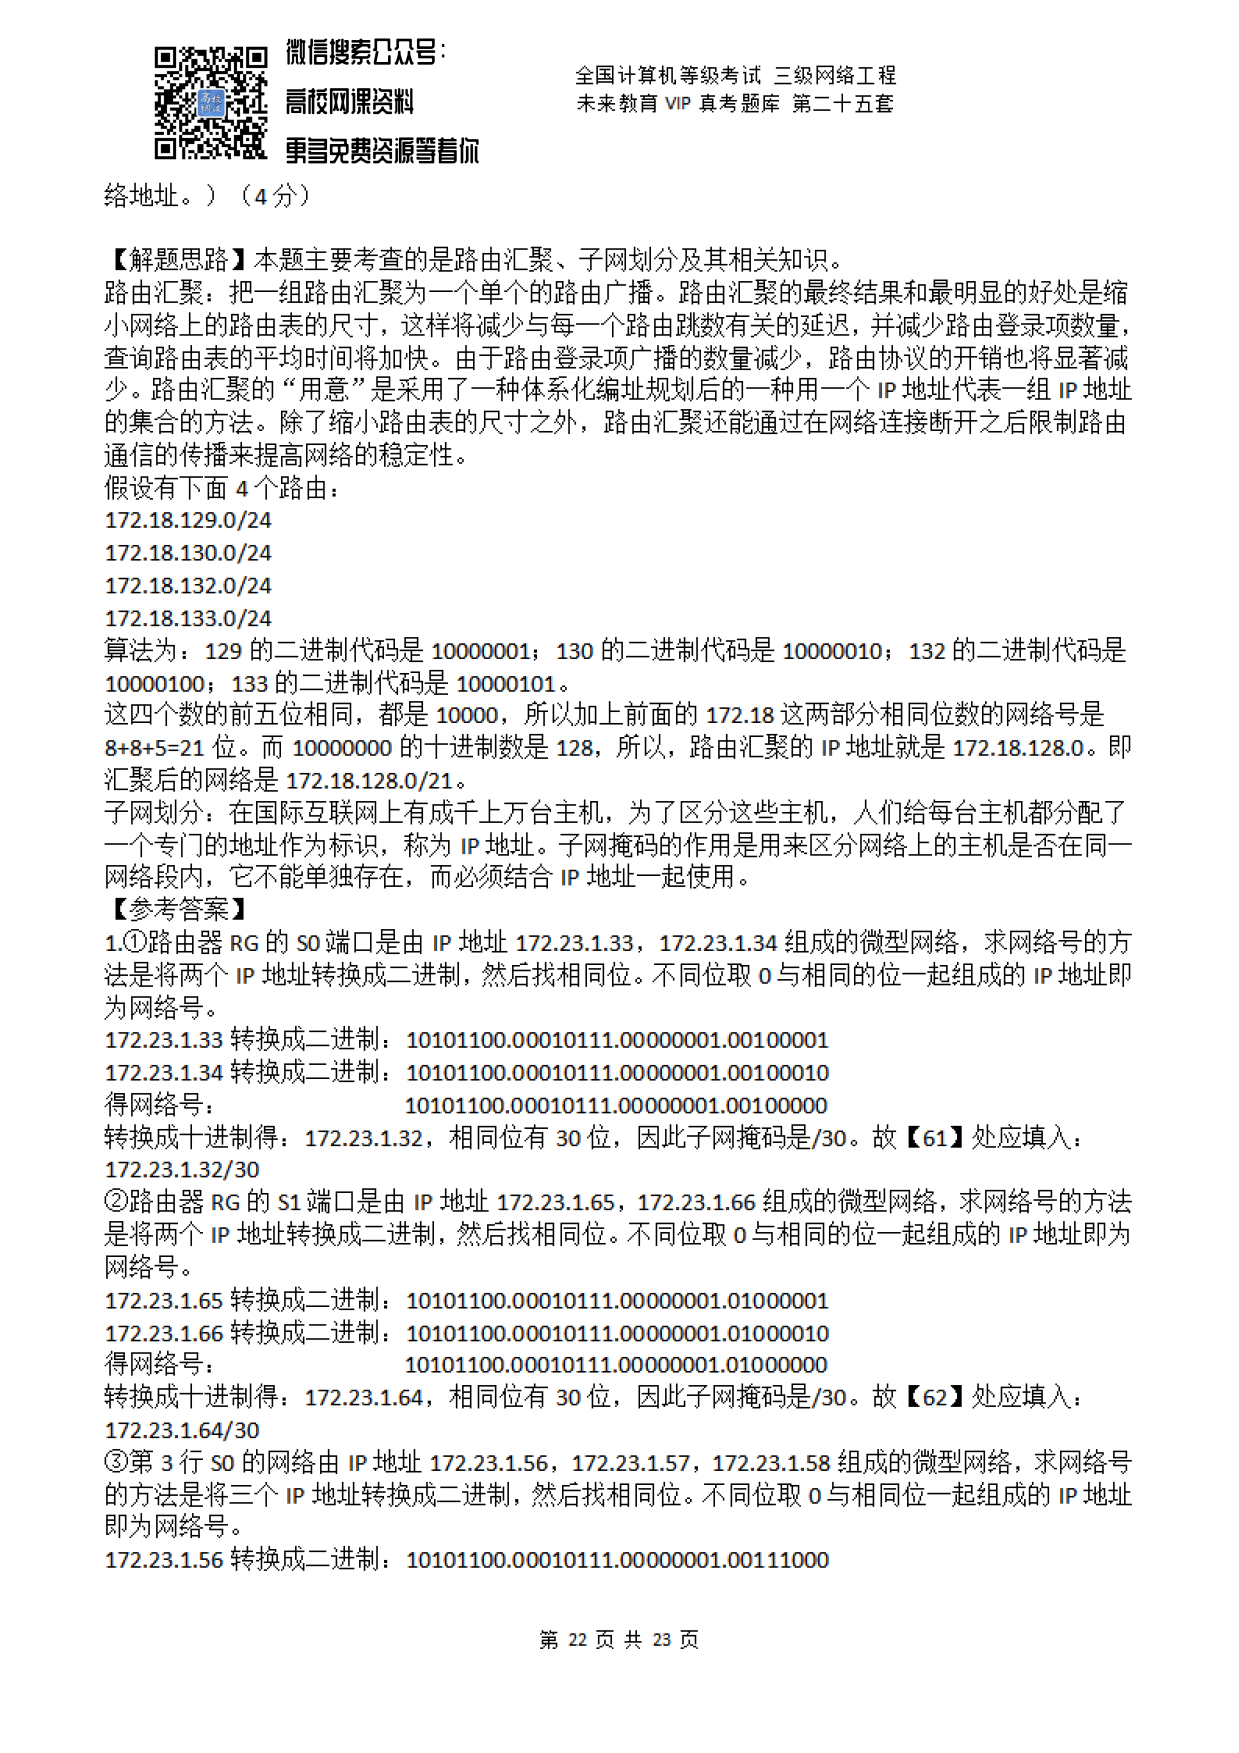 微信搜索公众号：
高校网课资料
更多免费资源等着你
全国计算机等级考试 三级网络工程
未来教育 VIP 真考题库 第二十五套
络地址。）（4 分）
【解题思路】本题主要考查的是路由汇聚、子网划分及其相关知识。
路由汇聚：把一组路由汇聚为一个单个的路由广播。路由汇聚的最终结果和最明显的好处是缩
小网络上的路由表的尺寸，这样将减少与每一个路由跳数有关的延迟，并减少路由登录项数量，
查询路由表的平均时间将加快。由于路由登录项广播的数量减少，路由协议的开销也将显著减
少。路由汇聚的“用意”是采用了一种体系化编址规划后的一种用一个 IP 地址代表一组 IP 地址
的集合的方法。除了缩小路由表的尺寸之外，路由汇聚还能通过在网络连接断开之后限制路由
通信的传播来提高网络的稳定性。
假设有下面 4 个路由：
172.18.129.0/24
172.18.130.0/24
172.18.132.0/24
172.18.133.0/24
算法为：129 的二进制代码是 10000001；130 的二进制代码是 10000010；132 的二进制代码是
10000100；133 的二进制代码是 10000101。
这四个数的前五位相同，都是 10000，所以加上前面的 172.18 这两部分相同位数的网络号是
8+8+5=21 位。而 10000000 的十进制数是 128，所以，路由汇聚的 IP 地址就是 172.18.128.0。即
汇聚后的网络是 172.18.128.0/21。
子网划分：在国际互联网上有成千上万台主机，为了区分这些主机，人们给每台主机都分配了
一个专门的地址作为标识，称为 IP 地址。子网掩码的作用是用来区分网络上的主机是否在同一
网络段内，它不能单独存在，而必须结合 IP 地址一起使用。
【参考答案】
1.①路由器 RG 的 S0 端口是由 IP 地址 172.23.1.33，172.23.1.34 组成的微型网络，求网络号的方
法是将两个 IP 地址转换成二进制，然后找相同位。不同位取 0 与相同的位一起组成的 IP 地址即
为网络号。
172.23.1.33 转换成二进制：10101100.00010111.00000001.00100001
172.23.1.34 转换成二进制：10101100.00010111.00000001.00100010
得网络号： 10101100.00010111.00000001.00100000
转换成十进制得：172.23.1.32，相同位有 30 位，因此子网掩码是/30。故【61】处应填入：
172.23.1.32/30
②路由器 RG 的 S1 端口是由 IP 地址 172.23.1.65，172.23.1.66 组成的微型网络，求网络号的方法
是将两个 IP 地址转换成二进制，然后找相同位。不同位取 0 与相同的位一起组成的 IP 地址即为
网络号。
172.23.1.65 转换成二进制：10101100.00010111.00000001.01000001
172.23.1.66 转换成二进制：10101100.00010111.00000001.01000010
得网络号： 10101100.00010111.00000001.01000000
转换成十进制得：172.23.1.64，相同位有 30 位，因此子网掩码是/30。故【62】处应填入：
172.23.1.64/30
③第 3 行 S0 的网络由 IP 地址 172.23.1.56，172.23.1.57，172.23.1.58 组成的微型网络，求网络号
的方法是将三个 IP 地址转换成二进制，然后找相同位。不同位取 0 与相同位一起组成的 IP 地址
即为网络号。
172.23.1.56 转换成二进制：10101100.00010111.00000001.00111000
第 22 页 共 23 页